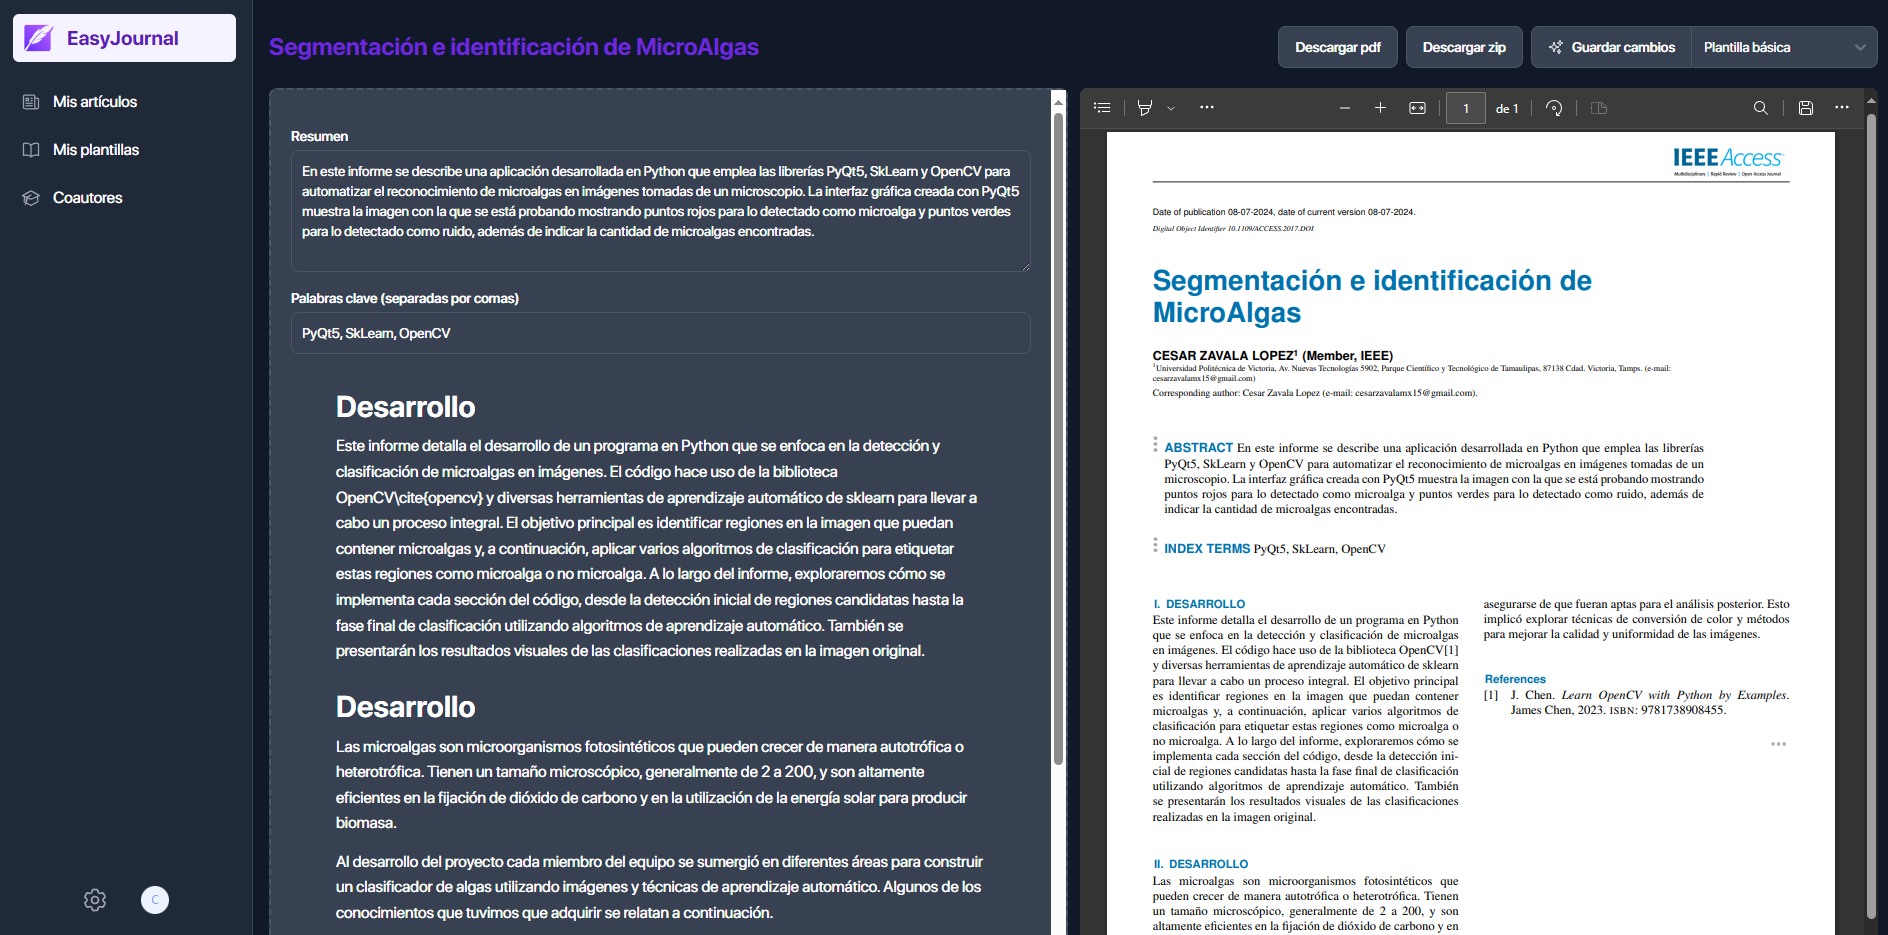 EasyJournal
Mis artículos
Mis plantillas
Coautores
C
Segmentación e identificación de MicroAlgas
Descargar pdf
Descargar zip
Guardar cambios
Plantilla básica
Resumen
En este informe se describe una aplicación desarrollada en Python que emplea las librerías PyQt5, SkLearn y OpenCV para
automatizar el reconocimiento de microalgas en imágenes tomadas de un microscopio. La interfaz gráfica creada con PyQt5
muestra la imagen con la que se está probando mostrando puntos rojos para lo detectado como microalga y puntos verdes
para lo detectado como ruido, además de indicar la cantidad de microalgas encontradas.
Palabras clave (separadas por comas)
PyQt5, SkLearn, OpenCV
Desarrollo
Este informe detalla el desarrollo de un programa en Python que se enfoca en la detección y
clasificación de microalgas en imágenes. El código hace uso de la biblioteca
OpenCV\cite{opencv} y diversas herramientas de aprendizaje automático de sklearn para llevar a
cabo un proceso integral. El objetivo principal es identificar regiones en la imagen que puedan
contener microalgas y, a continuación, aplicar varios algoritmos de clasificación para etiquetar
estas regiones como microalga o no microalga. A lo largo del informe, exploraremos cómo se
implementa cada sección del código, desde la detección inicial de regiones candidatas hasta la
fase final de clasificación utilizando algoritmos de aprendizaje automático. También se
presentarán los resultados visuales de las clasificaciones realizadas en la imagen original.
Desarrollo
Las microalgas son microorganismos fotosintéticos que pueden crecer de manera autotrófica o
heterotrófica. Tienen un tamaño microscópico, generalmente de 2 a 200, y son altamente
eficientes en la fijación de dióxido de carbono y en la utilización de la energía solar para producir
biomasa.
Al desarrollo del proyecto cada miembro del equipo se sumergió en diferentes áreas para construir
un clasificador de algas utilizando imágenes y técnicas de aprendizaje automático. Algunos de los
conocimientos que tuvimos que adquirir se relatan a continuación.
1 de 1
IEEE Access
Multidisciplinary | Rapid Review | Open Access Journal
Date of publication 08-07-2024, date of current version 08-07-2024.
Digital Object Identifier 10.1109/ACCESS.2017.DOI
Segmentación e identificación de
MicroAlgas
CESAR ZAVALA LOPEZ1 (Member, IEEE)
1Universidad Politécnica de Victoria, Av. Nuevas Tecnologías 5902, Parque Científico y Tecnológico de Tamaulipas, 87138 Cdad. Victoria, Tamps. (e-mail:
cesarzavalamx15@gmail.com)
Corresponding author: Cesar Zavala Lopez (e-mail: cesarzavalamx15@gmail.com).
ABSTRACT En este informe se describe una aplicación desarrollada en Python que emplea las librerías
PyQt5, SkLearn y OpenCV para automatizar el reconocimiento de microalgas en imágenes tomadas de un
microscopio. La interfaz gráfica creada con PyQt5 muestra la imagen con la que se está probando mostrando
puntos rojos para lo detectado como microalga y puntos verdes para lo detectado como ruido, además de
indicar la cantidad de microalgas encontradas.
INDEX TERMS PyQt5, SkLearn, OpenCV
I. DESARROLLO
Este informe detalla el desarrollo de un programa en Python
que se enfoca en la detección y clasificación de microalgas
en imágenes. El código hace uso de la biblioteca OpenCV[1]
y diversas herramientas de aprendizaje automático de sklearn
para llevar a cabo un proceso integral. El objetivo principal
es identificar regiones en la imagen que puedan contener
microalgas y, a continuación, aplicar varios algoritmos de
clasificación para etiquetar estas regiones como microalga o
no microalga. A lo largo del informe, exploraremos cómo se
implementa cada sección del código, desde la detección ini-
cial de regiones candidatas hasta la fase final de clasificación
utilizando algoritmos de aprendizaje automático. También
se presentarán los resultados visuales de las clasificaciones
realizadas en la imagen original.
II. DESARROLLO
Las microalgas son microorganismos fotosintéticos que
pueden crecer de manera autotrófica o heterotrófica. Tienen
un tamaño microscópico, generalmente de 2 a 200, y son
altamente eficientes en la fijación de dióxido de carbono y en
asegurarse de que fueran aptas para el análisis posterior. Esto
implicó explorar técnicas de conversión de color y métodos
para mejorar la calidad y uniformidad de las imágenes.
References
[1] J. Chen. Learn OpenCV with Python by Examples.
James Chen, 2023. ISBN: 9781738908455.